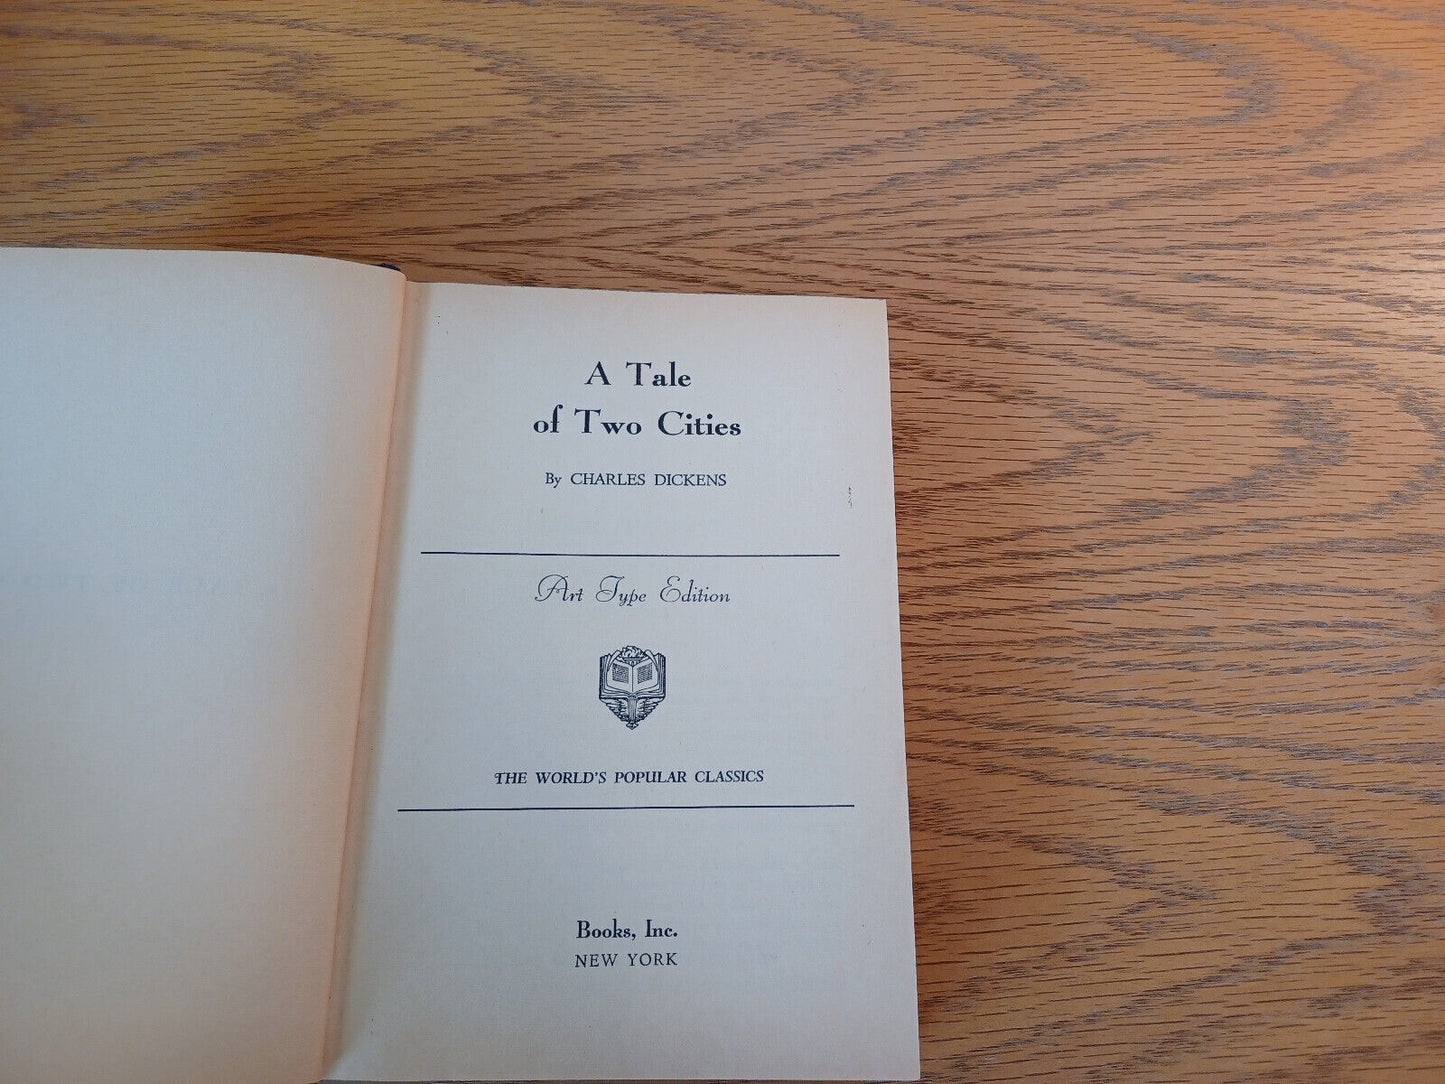 A Tale
of Two Cities
By CHARLES DICKENS
Art Type Edition
THE WORLD'S POPULAR CLASSICS
Books, Inc.
NEW YORK